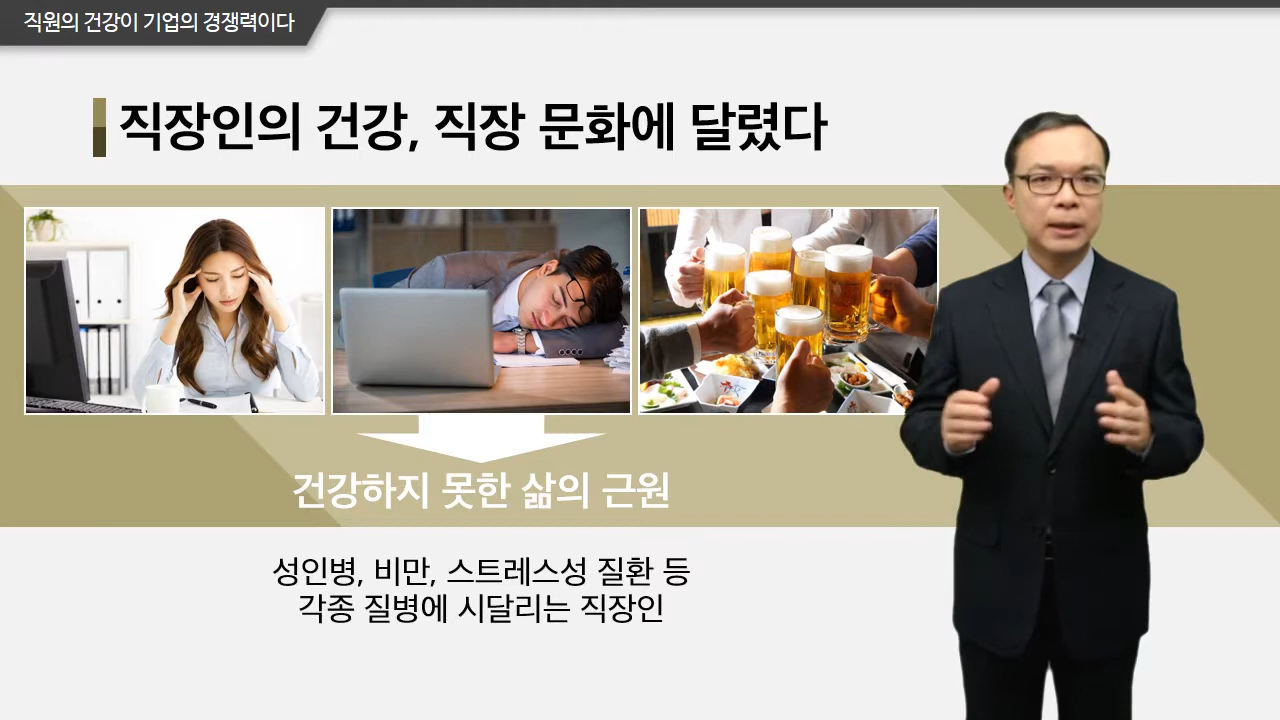 직원의 건강이 기업의 경쟁력이다
직장인의 건강, 직장 문화에 달렸다
건강하지 못한 삶의 근원
성인병, 비만, 스트레스성 질환 등
각종 질병에 시달리는 직장인